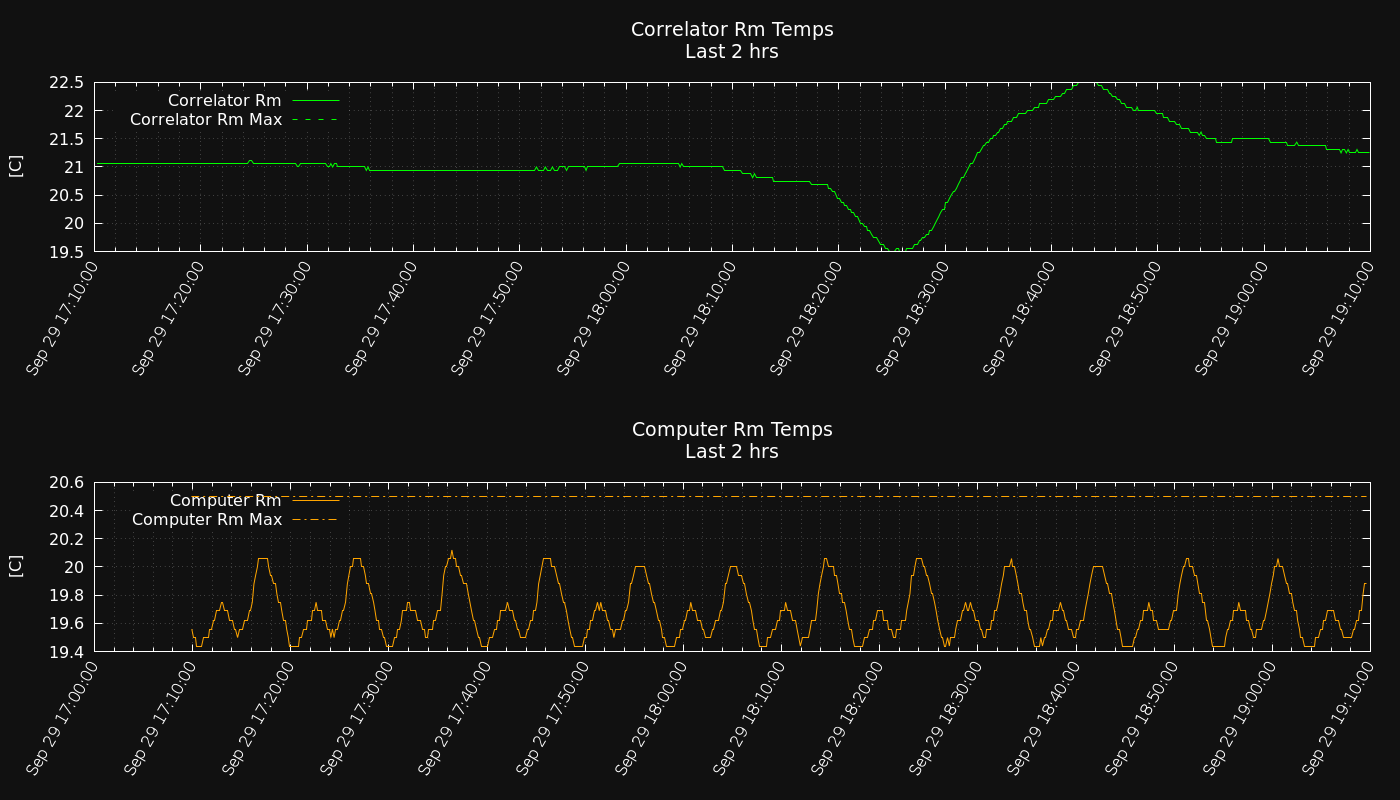 Correlator Rm Temps
Last 2 hrs
22.5
22
21.5
21
20.5
20
19.5
[C]
Correlator Rm
Correlator Rm Max
Sep 29 17:10:00
Sep 29 17:20:00
Sep 29 17:30:00
Sep 29 17:40:00
Sep 29 17:50:00
Sep 29 18:00:00
Sep 29 18:10:00
Sep 29 18:20:00
Sep 29 18:30:00
Sep 29 18:40:00
Sep 29 18:50:00
Sep 29 19:00:00
Sep 29 19:10:00
Computer Rm Temps
Last 2 hrs
20.6
20.4
20.2
20
19.8
19.6
19.4
[C]
Computer Rm
Computer Rm Max
Sep 29 17:00:00
Sep 29 17:10:00
Sep 29 17:20:00
Sep 29 17:30:00
Sep 29 17:40:00
Sep 29 17:50:00
Sep 29 18:00:00
Sep 29 18:10:00
Sep 29 18:20:00
Sep 29 18:30:00
Sep 29 18:40:00
Sep 29 18:50:00
Sep 29 19:00:00
Sep 29 19:10:00